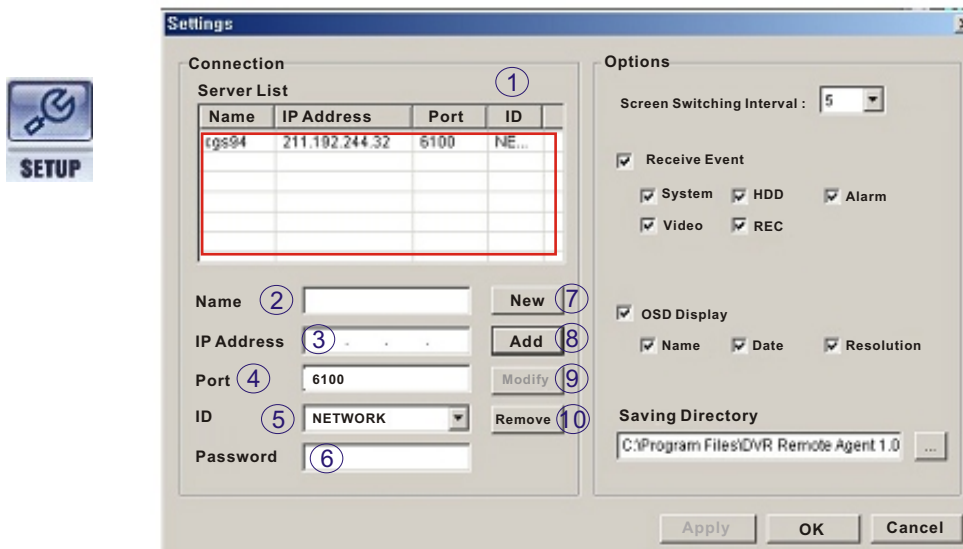 Settings
SETUP
Connection
Server List
1
Name IP Address Port ID
cgs94 211.192.244.32 6100 NE...
Name 2
IP Address 3 . . .
Port 4 6100
ID 5 NETWORK
Password 6
New 7
Add 8
Modify 9
Remove 10
Options
Screen Switching Interval : 5
Receive Event
System HDD Alarm
Video REC
OSD Display
Name Date Resolution
Saving Directory
C:\Program Files\DVR Remote Agent 1.0 ...
Apply OK Cancel